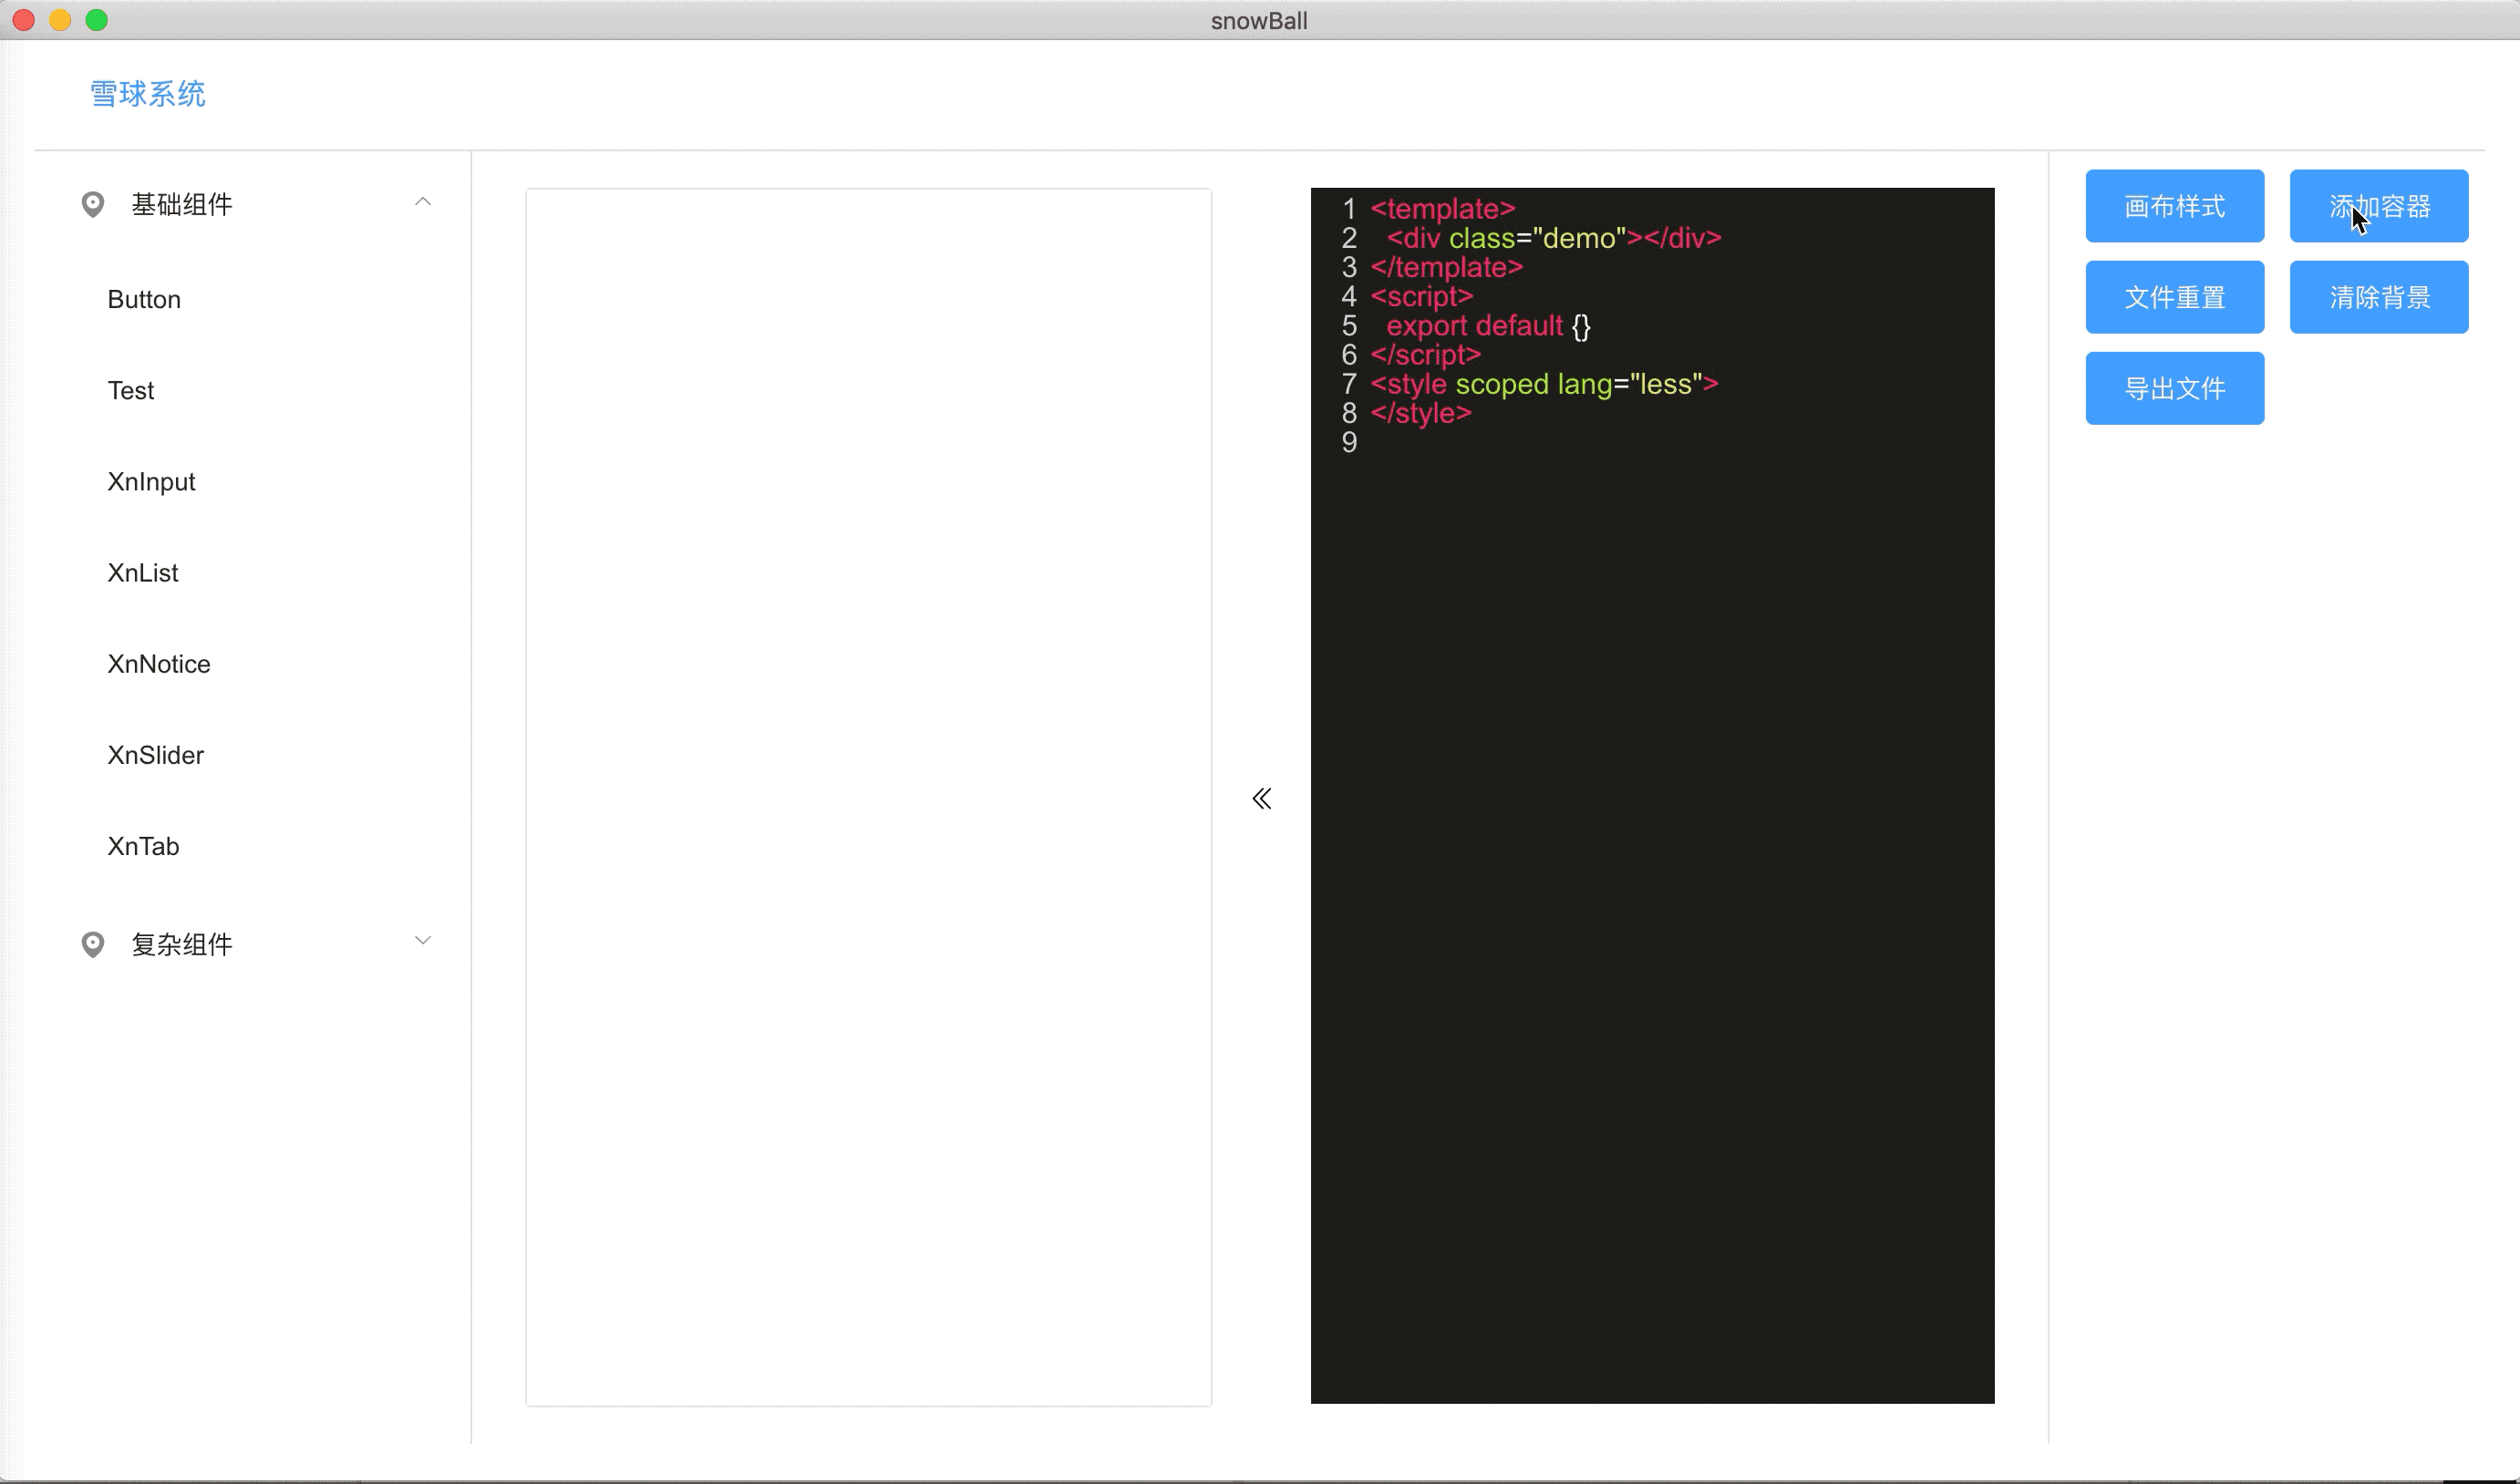 snowBall
雪球系统
基础组件
Button
Test
XnInput
XnList
XnNotice
XnSlider
XnTab
复杂组件
1 <template>
2   <div class="demo"></div>
3 </template>
4 <script>
5   export default {}
6 </script>
7 <style scoped lang="less">
8 </style>
9
画布样式 添加容器
文件重置 清除背景
导出文件